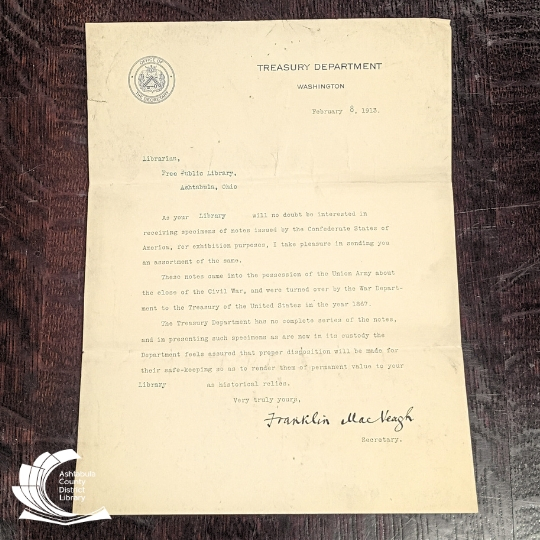 OFFICE OF
THE SECRETARY
TREASURY DEPARTMENT
WASHINGTON
February 8, 1913.
Librarian,
Free Public Library,
Ashtabula, Ohio
As your Library will no doubt be interested in
receiving specimens of notes issued by the Confederate States of
America, for exhibition purposes, I take pleasure in sending you
an assortment of the same.
These notes came into the possession of the Union Army about
the close of the Civil War, and were turned over by the War Depart-
ment to the Treasury of the United States in the year 1867.
The Treasury Department has no complete series of the notes,
and in presenting such specimens as are now in its custody the
Department feels assured that proper disposition will be made for
their safe-keeping so as to render them of permanent value to your
Library as historical relics.
Very truly yours,
Franklin MacVeagh
Secretary.
Ashtabula
County
District
Library